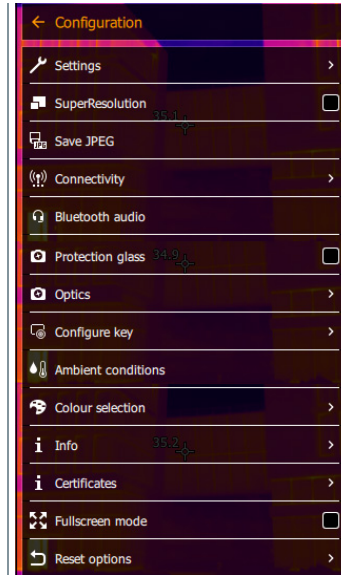 Configuration
Settings
SuperResolution
35.1
Save JPEG
Connectivity
Bluetooth audio
Protection glass 34.9
Optics
Configure key
Ambient conditions
Colour selection
Info 35.2
Certificates
Fullscreen mode
Reset options